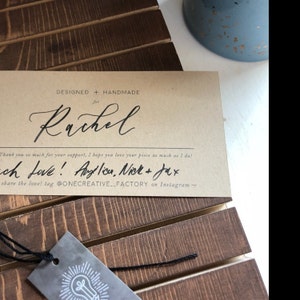 DESIGNED + HANDMADE
for
Rachel
Thank you so much for your support, I hope you love your piece as much as I do!
Love! Nick + Jax
share the love! tag @ONECREATIVE_FACTORY on Instagram